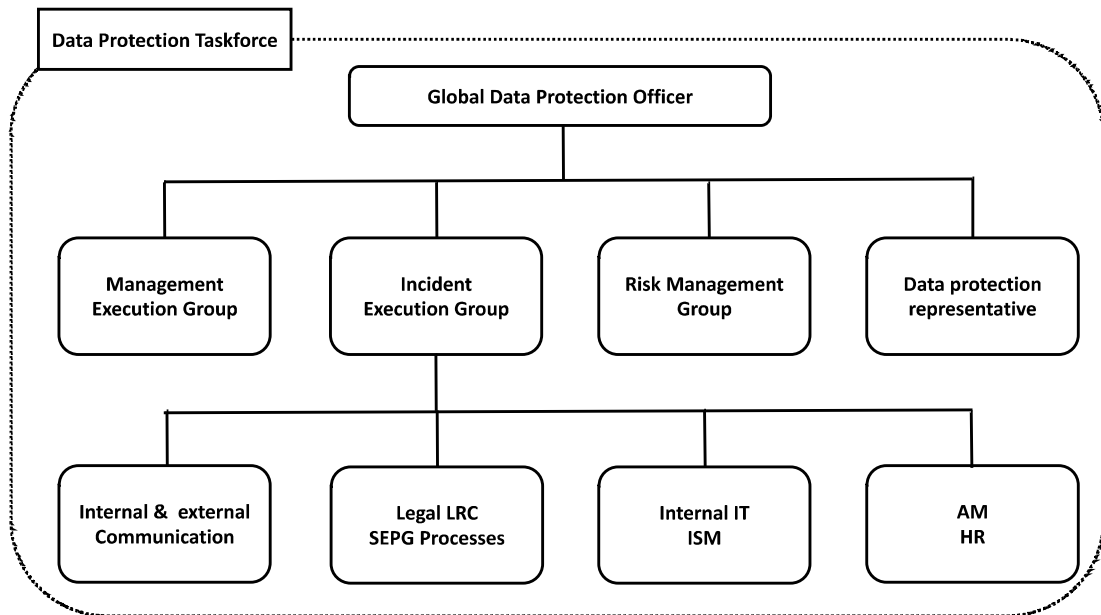 Data Protection Taskforce
Global Data Protection Officer
Management
Execution Group
Incident
Execution Group
Risk Management
Group
Data protection
representative
Internal & external
Communication
Legal LRC
SEPG Processes
Internal IT
ISM
AM
HR